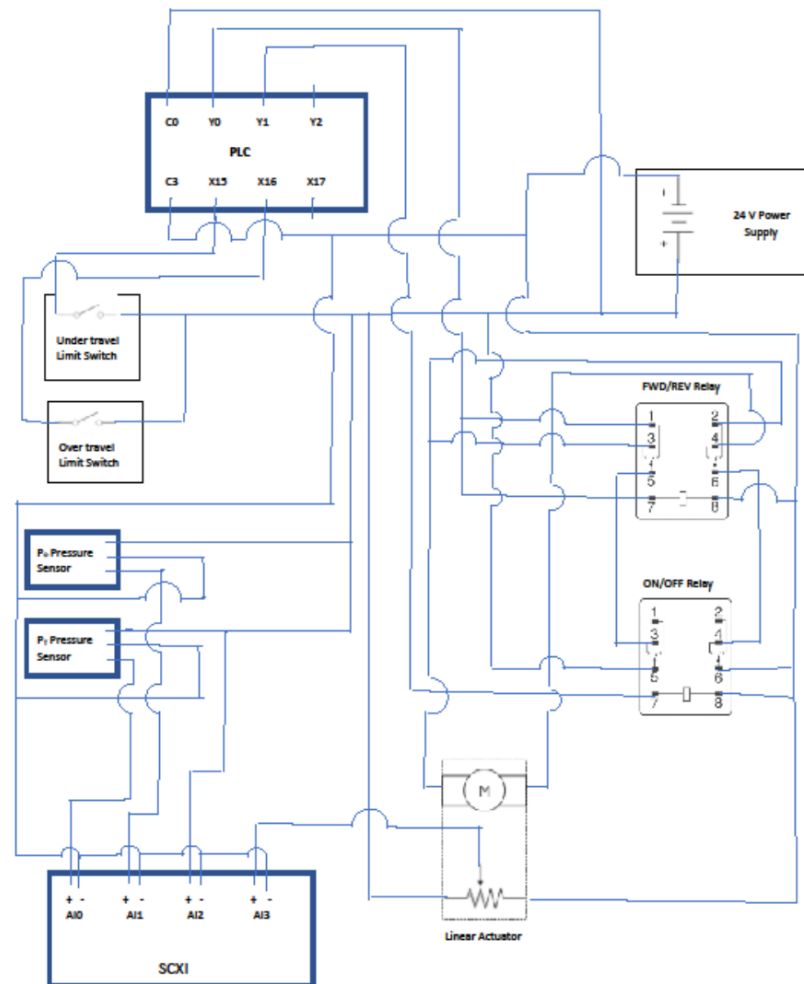 C0 Y0 Y1 Y2
PLC
C3 X15 X16 X17
24 V Power
Supply
+
Under travel
Limit Switch
Over travel
Limit Switch
FWD/REV Relay
1 2
3 4
5 6
7 8
Pressure
Sensor
Pressure
Sensor
ON/OFF Relay
1 2
3 4
5 6
7 8
M
Linear Actuator
+ - + - + - + -
AI0 AI1 AI2 AI3
SCXI